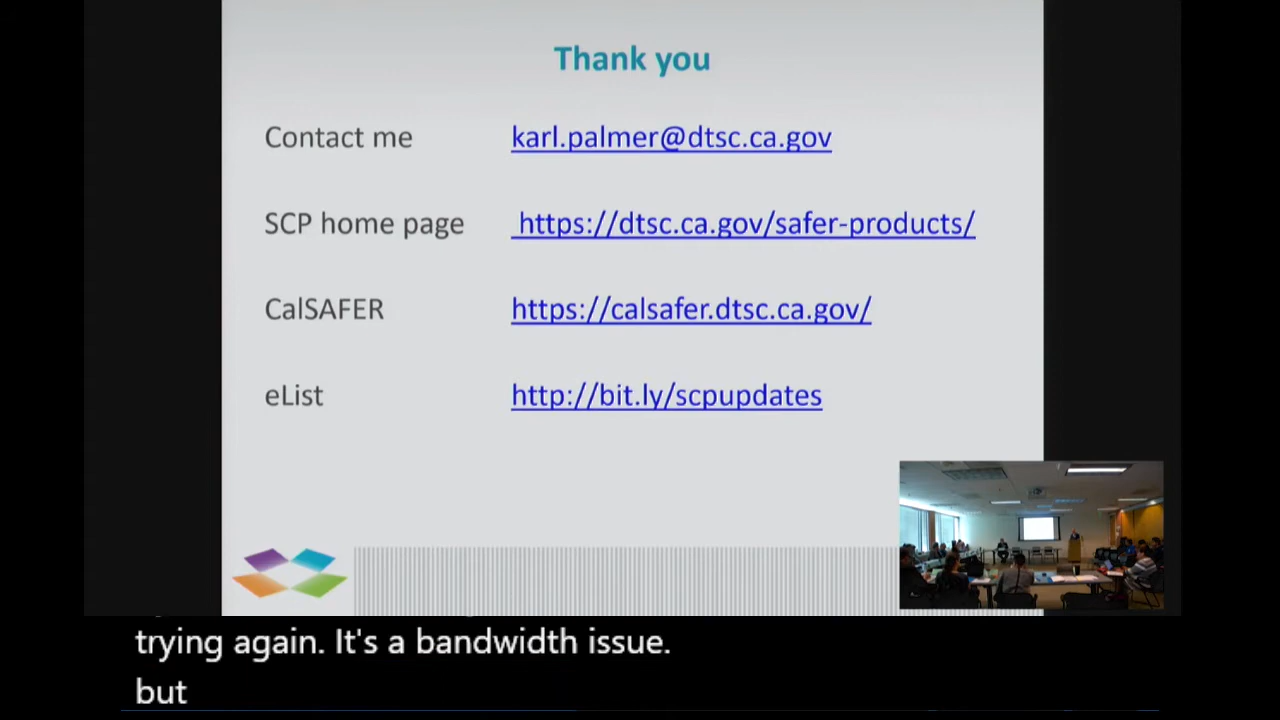 Thank you
Contact me karl.palmer@dtsc.ca.gov
SCP home page https://dtsc.ca.gov/safer-products/
CalSAFER https://calsafer.dtsc.ca.gov/
eList http://bit.ly/scpupdates
trying again. It's a bandwidth issue.
but